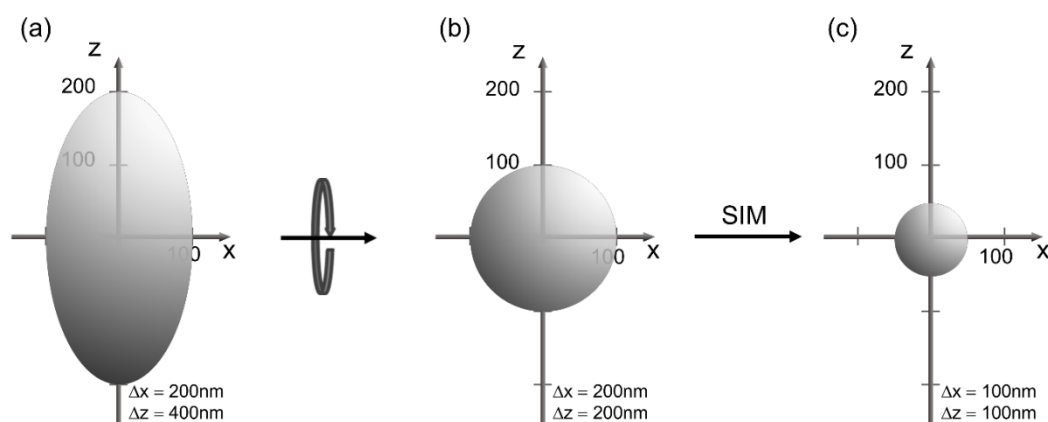 (a)
z
200
100
100
x
Δx = 200nm
Δz = 400nm
(b)
z
200
100
100
x
Δx = 200nm
Δz = 200nm
SIM
(c)
z
200
100
100
x
Δx = 100nm
Δz = 100nm